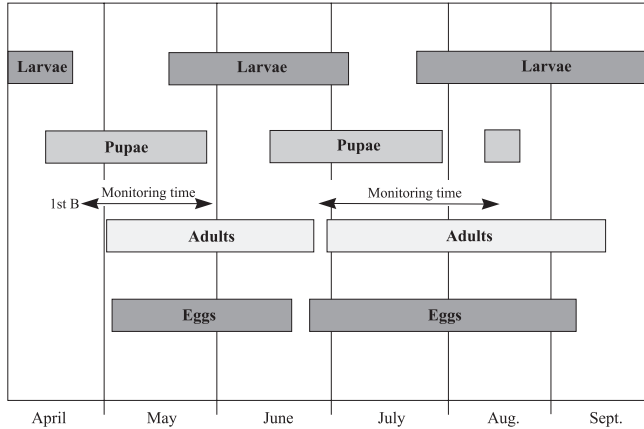 Larvae Larvae Larvae
Pupae Pupae
Monitoring time Monitoring time
1st B
Adults Adults
Eggs Eggs
April May June July Aug. Sept.